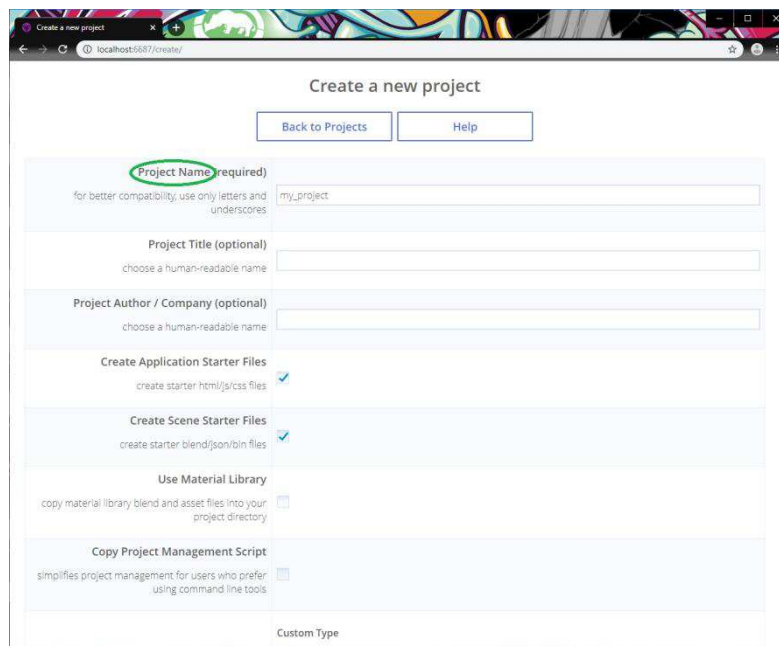 Create a new project
localhost:6687/create/
Create a new project
Back to Projects
Help
Project Name (required)
for better compatibility, use only letters and
underscores
my_project
Project Title (optional)
choose a human-readable name
Project Author / Company (optional)
choose a human-readable name
Create Application Starter Files
create starter html/js/css files
Create Scene Starter Files
create starter blend/json/bin files
Use Material Library
copy material library blend and asset files into your
project directory
Copy Project Management Script
simplifies project management for users who prefer
using command line tools
Custom Type